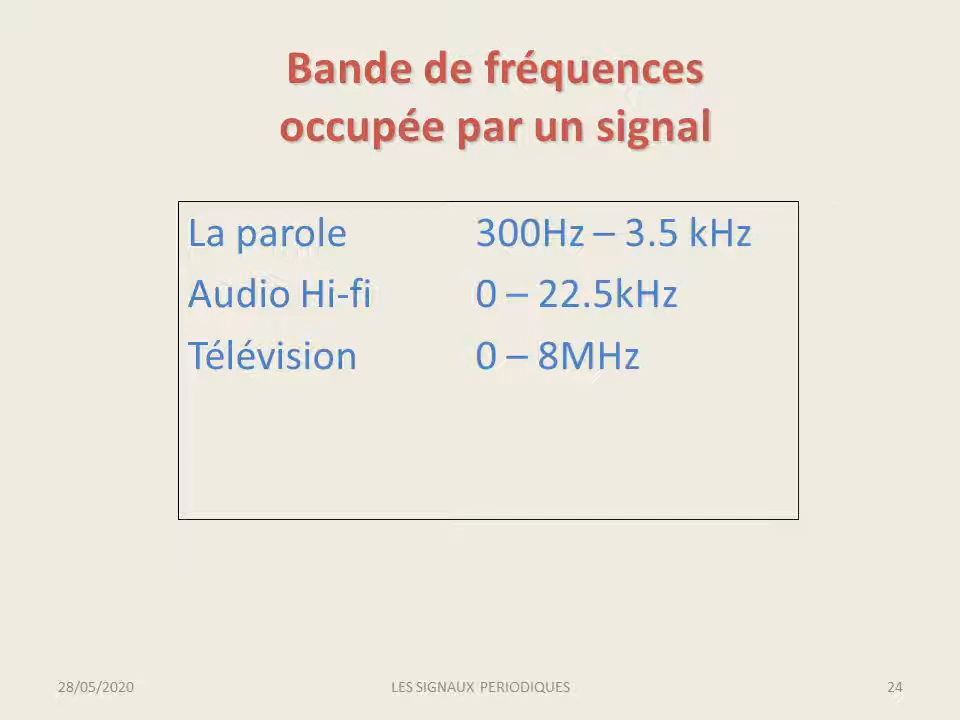 Bande de fréquences
occupée par un signal
La parole 300Hz – 3.5 kHz
Audio Hi-fi 0 – 22.5kHz
Télévision 0 – 8MHz
28/05/2020 LES SIGNAUX PERIODIQUES 24